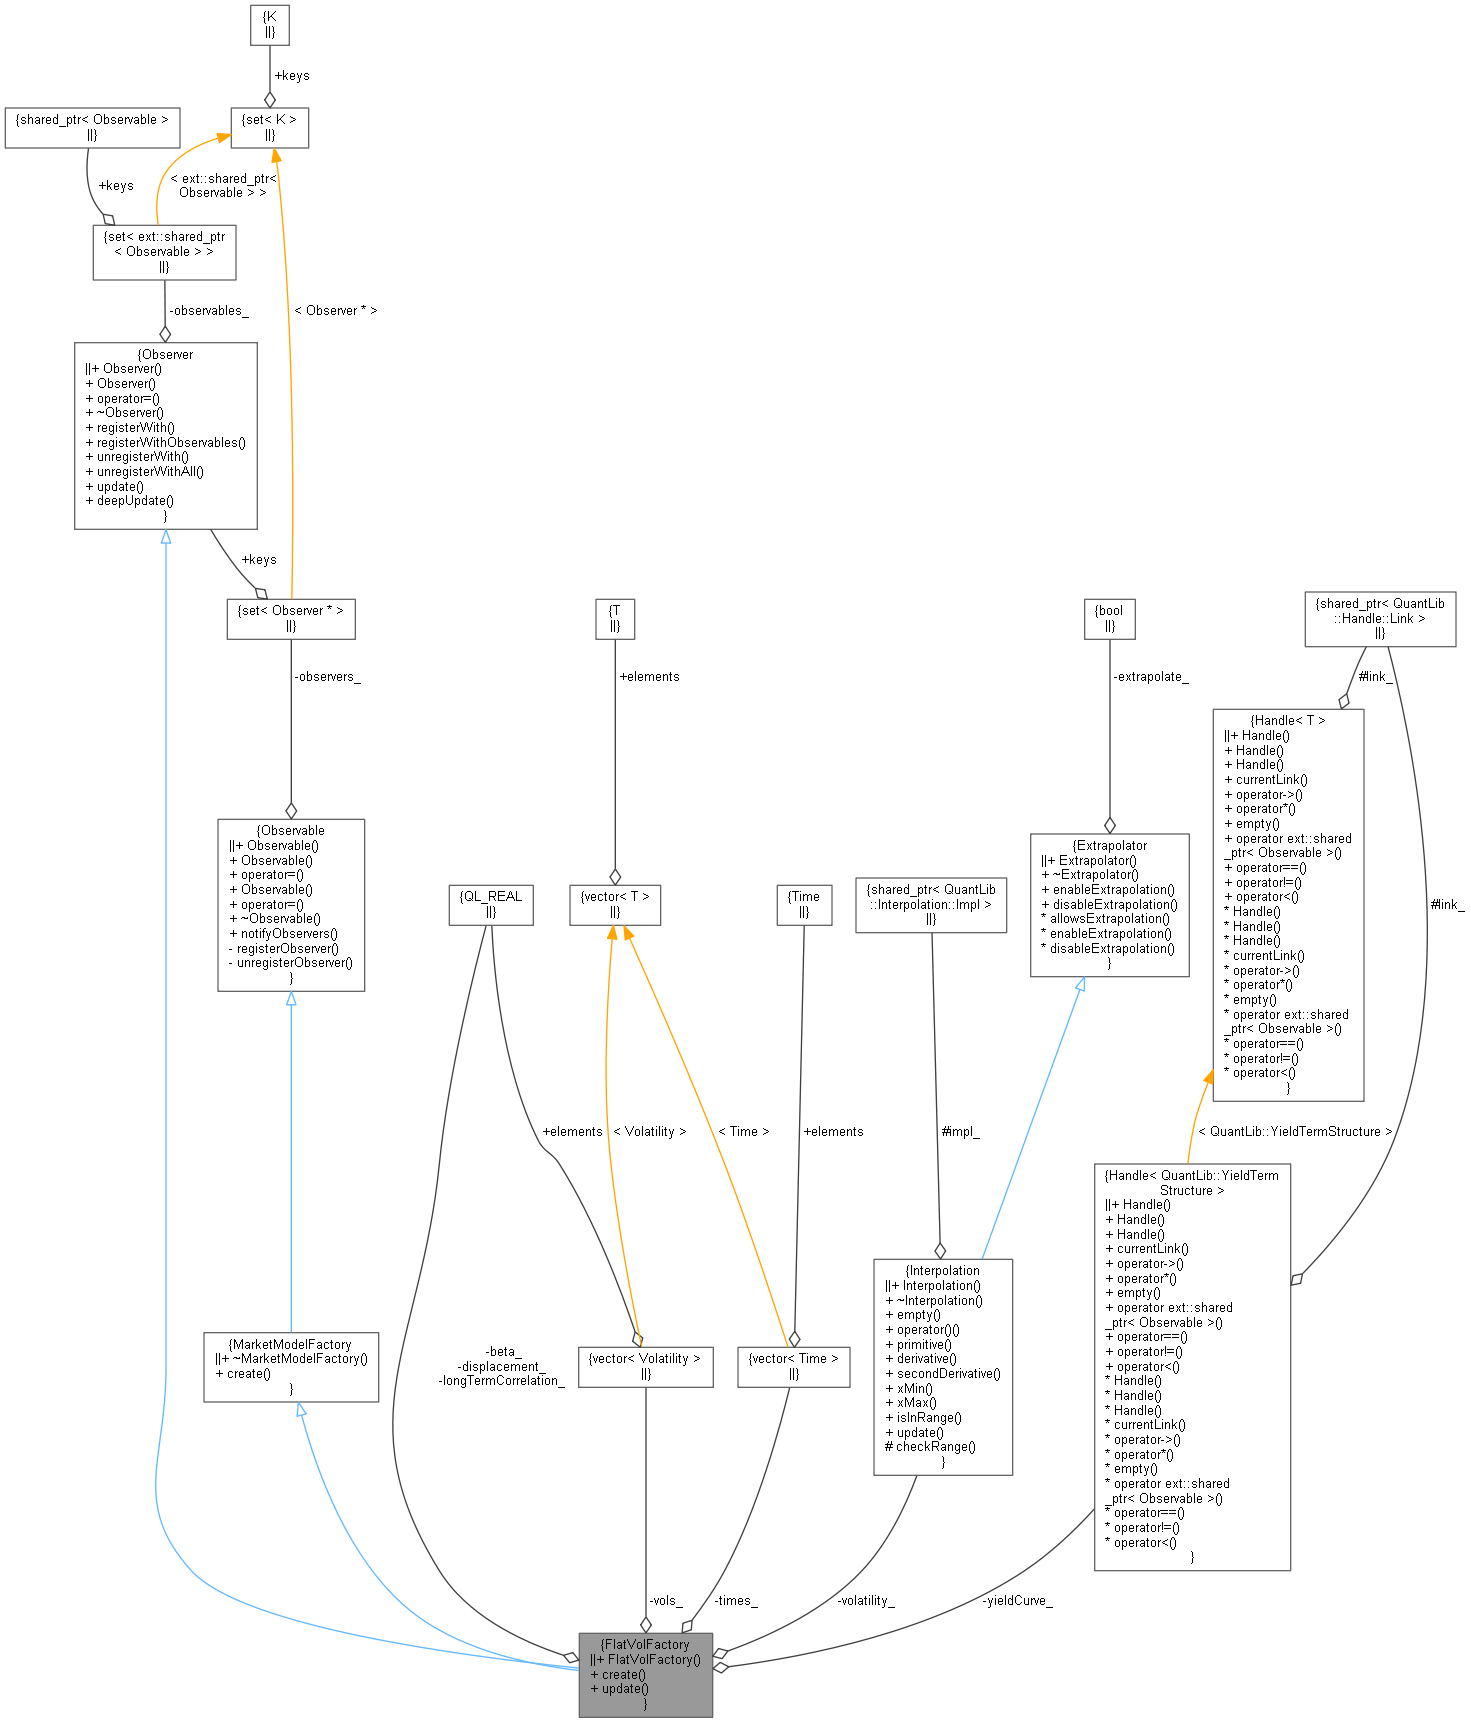 {K
||}
+keys
{shared_ptr< Observable >
||}
{set< K >
||}
+keys
< ext::shared_ptr<
Observable > >
{set< ext::shared_ptr
< Observable > >
||}
-observables_
< Observer * >
{Observer
||+ Observer()
+ Observer()
+ operator=()
+ ~Observer()
+ registerWith()
+ registerWithObservables()
+ unregisterWith()
+ unregisterWithAll()
+ update()
+ deepUpdate()
}
+keys
{set< Observer * >
||}
-observers_
{T
||}
+elements
{bool
||}
-extrapolate_
{shared_ptr< QuantLib
::Handle::Link >
||}
#link_
{Handle< T >
||+ Handle()
+ Handle()
+ Handle()
+ currentLink()
+ operator->()
+ operator*()
+ empty()
+ operator ext::shared
_ptr< Observable >()
+ operator==()
+ operator!=()
+ operator<()
* Handle()
* Handle()
* Handle()
* currentLink()
* operator->()
* operator*()
* empty()
* operator ext::shared
_ptr< Observable >()
* operator==()
* operator!=()
* operator<()
}
#link_
{Observable
||+ Observable()
+ Observable()
+ operator=()
+ Observable()
+ operator=()
+ ~Observable()
+ notifyObservers()
- registerObserver()
- unregisterObserver()
}
{QL_REAL
||}
{vector< T >
||}
{Time
||}
{shared_ptr< QuantLib
::Interpolation::Impl >
||}
{Extrapolator
||+ Extrapolator()
+ ~Extrapolator()
+ enableExtrapolation()
+ disableExtrapolation()
* allowsExtrapolation()
* enableExtrapolation()
* disableExtrapolation()
}
+elements
< Volatility >
< Time >
+elements
#impl_
< QuantLib::YieldTermStructure >
{Handle< QuantLib::YieldTerm
Structure >
||+ Handle()
+ Handle()
+ Handle()
+ currentLink()
+ operator->()
+ operator*()
+ empty()
+ operator ext::shared
_ptr< Observable >()
+ operator==()
+ operator!=()
+ operator<()
* Handle()
* Handle()
* Handle()
* currentLink()
* operator->()
* operator*()
* empty()
* operator ext::shared
_ptr< Observable >()
* operator==()
* operator!=()
* operator<()
}
{Interpolation
||+ Interpolation()
+ ~Interpolation()
+ empty()
+ operator()()
+ primitive()
+ derivative()
+ secondDerivative()
+ xMin()
+ xMax()
+ isInRange()
+ update()
# checkRange()
}
{MarketModelFactory
||+ ~MarketModelFactory()
+ create()
}
-beta_
-displacement_
-longTermCorrelation_
{vector< Volatility >
||}
{vector< Time >
||}
-vols_
-times_
-volatility_
-yieldCurve_
{FlatVolFactory
||+ FlatVolFactory()
+ create()
+ update()
}